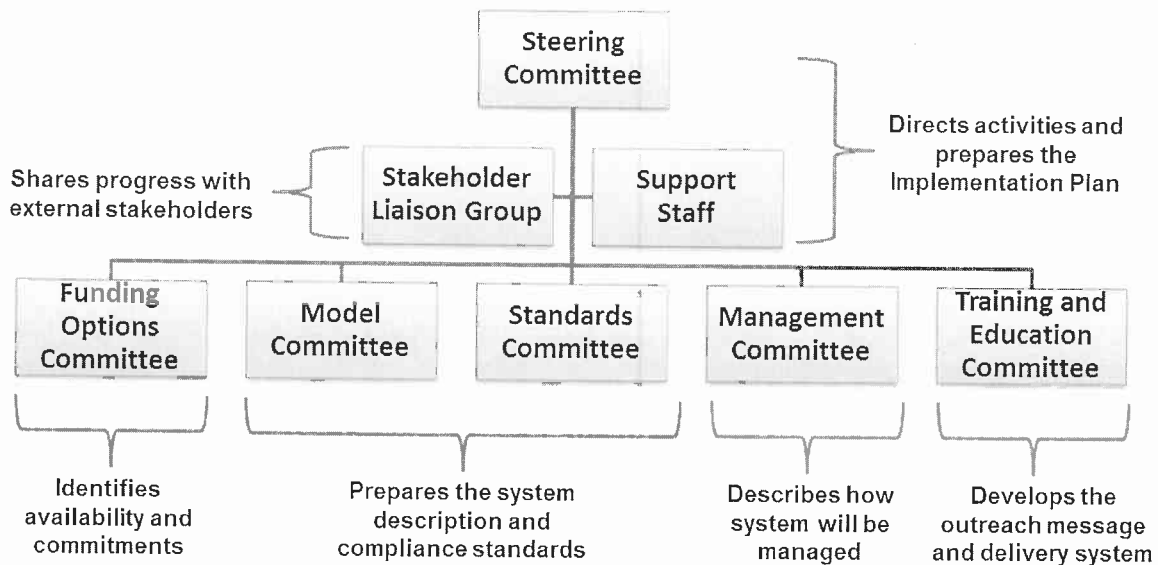 Steering
Committee
Directs activities and
prepares the
Implementation Plan
Shares progress with
external stakeholders
Stakeholder
Liaison Group
Support
Staff
Funding
Options
Committee
Model
Committee
Standards
Committee
Management
Committee
Training and
Education
Committee
Identifies
availability and
commitments
Prepares the system
description and
compliance standards
Describes how
system will be
managed
Develops the
outreach message
and delivery system